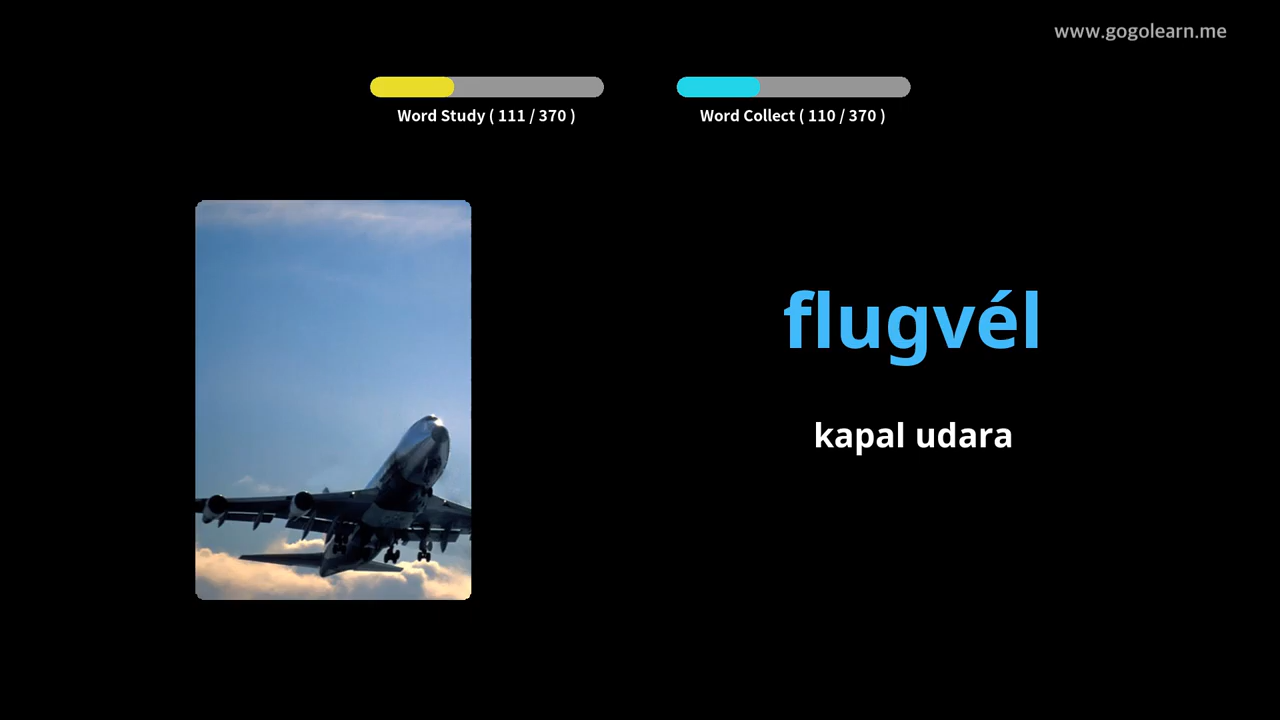 www.gogolearn.me
Word Study ( 111 / 370 )
Word Collect ( 110 / 370 )
flugvél
kapal udara